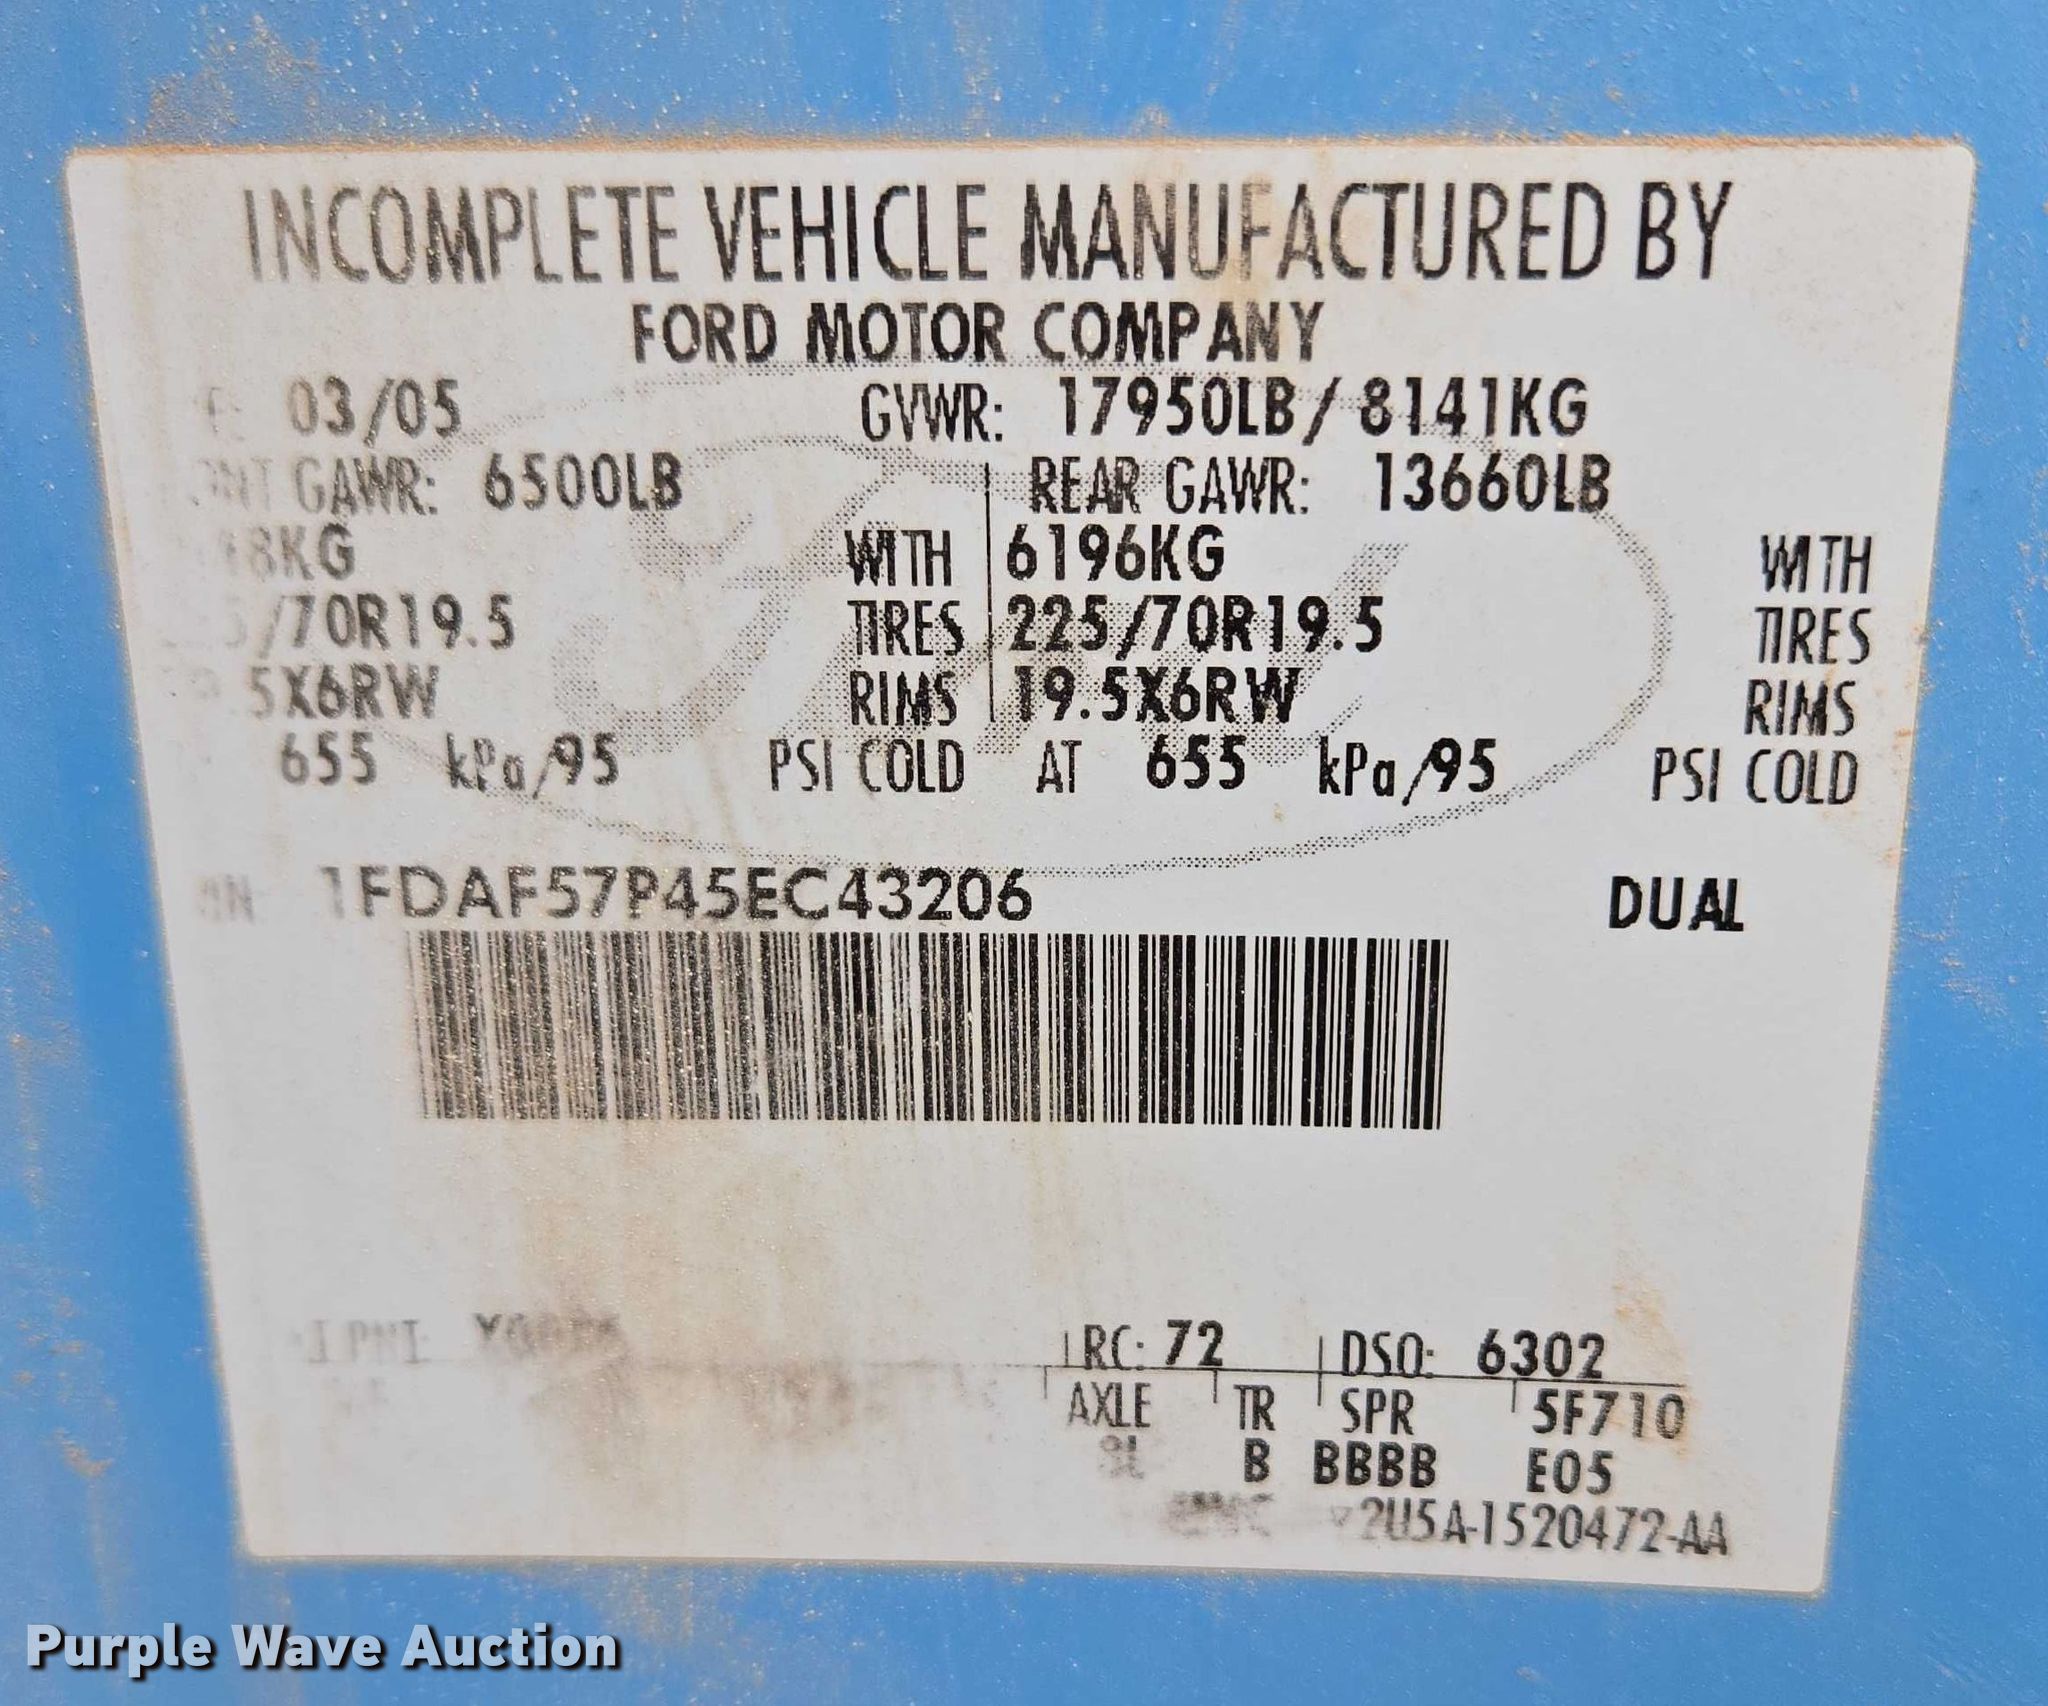 INCOMPLETE VEHICLE MANUFACTURED BY
FORD MOTOR COMPANY
03/05 GVWR: 17950LB/ 8141KG
GAWR: 6500LB REAR GAWR: 13660LB
WITH 6196KG WITH
/70R19.5 TIRES 225/70R19.5 TIRES
5X6RW RIMS 19.5X6RW RIMS
655 kPa/95 PSI COLD AT 655 kPa/95 PSI COLD
1FDAF57P45EC43206 DUAL
RC: 72 DSO: 6302
AXLE TR SPR 5F710
B BBBB E05
2U5A-1520472-AA
Purple Wave Auction